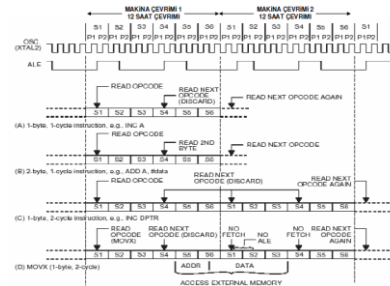 MAKİNA ÇEVRİMİ 1 MAKİNA ÇEVRİMİ 2
12 SAAT ÇEVRİMİ 12 SAAT ÇEVRİMİ
S1 S2 S3 S4 S5 S6 S1 S2 S3 S4 S5 S6 S1
P1 P2 P1 P2 P1 P2 P1 P2 P1 P2 P1 P2 P1 P2 P1 P2 P1 P2 P1 P2 P1 P2 P1 P2 P1 P2
OSC
(XTAL2)
ALE
READ OPCODE READ NEXT OPCODE (DISCARD) READ NEXT OPCODE AGAIN
S1 S2 S3 S4 S5 S6
(A) 1-byte, 1-cycle instruction, e.g., INC A
READ OPCODE READ 2ND BYTE READ NEXT OPCODE
S1 S2 S3 S4 S5 S6
(B) 2-byte, 1-cycle instruction, e.g., ADD A, #data
READ OPCODE READ NEXT OPCODE (DISCARD) READ NEXT OPCODE AGAIN
S1 S2 S3 S4 S5 S6 S1 S2 S3 S4 S5 S6
(C) 1-byte, 2-cycle instruction, e.g., INC DPTR
READ OPCODE (MOVX) READ NEXT OPCODE (DISCARD) NO FETCH NO ALE NO FETCH READ NEXT OPCODE AGAIN
S1 S2 S3 S4 S5 S6 S1 S2 S3 S4 S5 S6
(D) MOVX (1-byte, 2-cycle) ADDR DATA
ACCESS EXTERNAL MEMORY